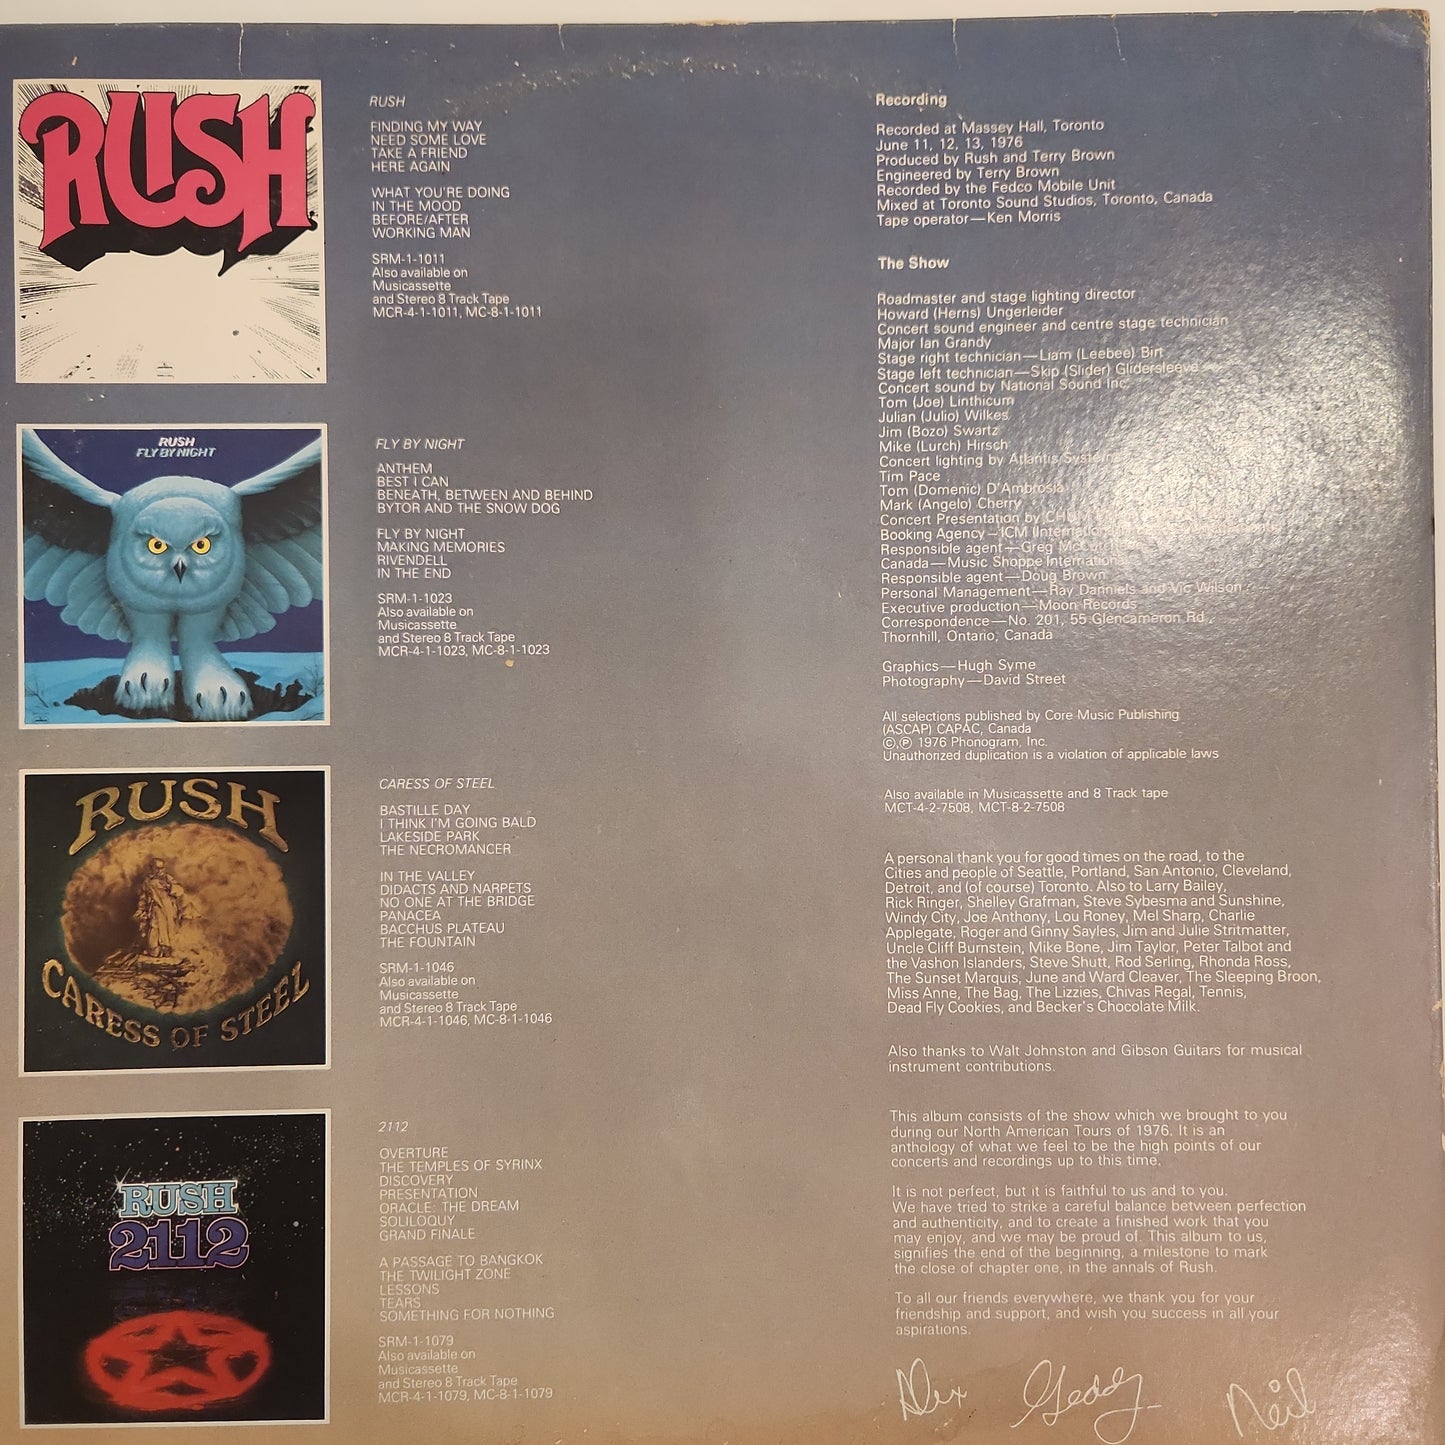 RUSH
RUSH
FINDING MY WAY
NEED SOME LOVE
TAKE A FRIEND
HERE AGAIN
WHAT YOU'RE DOING
IN THE MOOD
BEFORE/AFTER
WORKING MAN
SRM-1-1011
Also available on
Musicassette
and Stereo 8 Track Tape
MCR-4-1-1011, MC-8-1-1011
RUSH
FLY BY NIGHT
FLY BY NIGHT
ANTHEM
BEST I CAN
BENEATH, BETWEEN AND BEHIND
BYTOR AND THE SNOW DOG
FLY BY NIGHT
MAKING MEMORIES
RIVENDELL
IN THE END
SRM-1-1023
Also available on
Musicassette
and Stereo 8 Track Tape
MCR-4-1-1023, MC-8-1-1023
RUSH
CARESS OF STEEL
CARESS OF STEEL
BASTILLE DAY
I THINK I'M GOING BALD
LAKESIDE PARK
THE NECROMANCER
IN THE VALLEY
DIDACTS AND NARPETS
NO ONE AT THE BRIDGE
PANACEA
BACCHUS PLATEAU
THE FOUNTAIN
SRM-1-1046
Also available on
Musicassette
and Stereo 8 Track Tape
MCR-4-1-1046, MC-8-1-1046
RUSH
2112
2112
OVERTURE
THE TEMPLES OF SYRINX
DISCOVERY
PRESENTATION
ORACLE: THE DREAM
SOLILOQUY
GRAND FINALE
A PASSAGE TO BANGKOK
THE TWILIGHT ZONE
LESSONS
TEARS
SOMETHING FOR NOTHING
SRM-1-1079
Also available on
Musicassette
and Stereo 8 Track Tape
MCR-4-1-1079, MC-8-1-1079
Recording
Recorded at Massey Hall, Toronto
June 11, 12, 13, 1976
Produced by Rush and Terry Brown
Engineered by Terry Brown
Recorded by the Fedco Mobile Unit
Mixed at Toronto Sound Studios, Toronto, Canada
Tape operator—Ken Morris
The Show
Roadmaster and stage lighting director
Howard (Herns) Ungerleider
Concert sound engineer and centre stage technician
Major Ian Grandy
Stage right technician—Liam (Leebee) Birt
Stage left technician—Skip (Slider) Glidersleeve
Concert sound by National Sound Inc.
Tom (Joe) Linthicum
Julian (Julio) Wilkes
Jim (Bozo) Swartz
Mike (Lurch) Hirsch
Concert lighting by Atlantis Systems
Tim Pace
Tom (Domenic) D'Ambrosia
Mark (Angelo) Cherry
Concert Presentation by
Booking Agency—ICM
Responsible agent—Greg
Canada—Music Shoppe International
Responsible agent—Doug Brown
Personal Management—Ray Danniels and Vic Wilson
Executive production—Moon Records
Correspondence—No. 201, 55 Glencameron Rd.,
Thornhill, Ontario, Canada
Graphics—Hugh Syme
Photography—David Street
All selections published by Core Music Publishing
(ASCAP) CAPAC, Canada
©,℗ 1976 Phonogram, Inc.
Unauthorized duplication is a violation of applicable laws
Also available in Musicassette and 8 Track tape
MCT-4-2-7508, MCT-8-2-7508
A personal thank you for good times on the road, to the
Cities and people of Seattle, Portland, San Antonio, Cleveland,
Detroit, and (of course) Toronto. Also to Larry Bailey,
Rick Ringer, Shelley Grafman, Steve Sybesma and Sunshine,
Windy City, Joe Anthony, Lou Roney, Mel Sharp, Charlie
Applegate, Roger and Ginny Sayles, Jim and Julie Stritmatter,
Uncle Cliff Burnstein, Mike Bone, Jim Taylor, Peter Talbot and
the Vashon Islanders, Steve Shutt, Rod Serling, Rhonda Ross,
The Sunset Marquis, June and Ward Cleaver, The Sleeping Broon,
Miss Anne, The Bag, The Lizzies, Chivas Regal, Tennis,
Dead Fly Cookies, and Becker's Chocolate Milk.
Also thanks to Walt Johnston and Gibson Guitars for musical
instrument contributions.
This album consists of the show which we brought to you
during our North American Tours of 1976. It is an
anthology of what we feel to be the high points of our
concerts and recordings up to this time.
It is not perfect, but it is faithful to us and to you.
We have tried to strike a careful balance between perfection
and authenticity, and to create a finished work that you
may enjoy, and we may be proud of. This album to us,
signifies the end of the beginning, a milestone to mark
the close of chapter one, in the annals of Rush.
To all our friends everywhere, we thank you for your
friendship and support, and wish you success in all your
aspirations.
Alex Geddy Neil